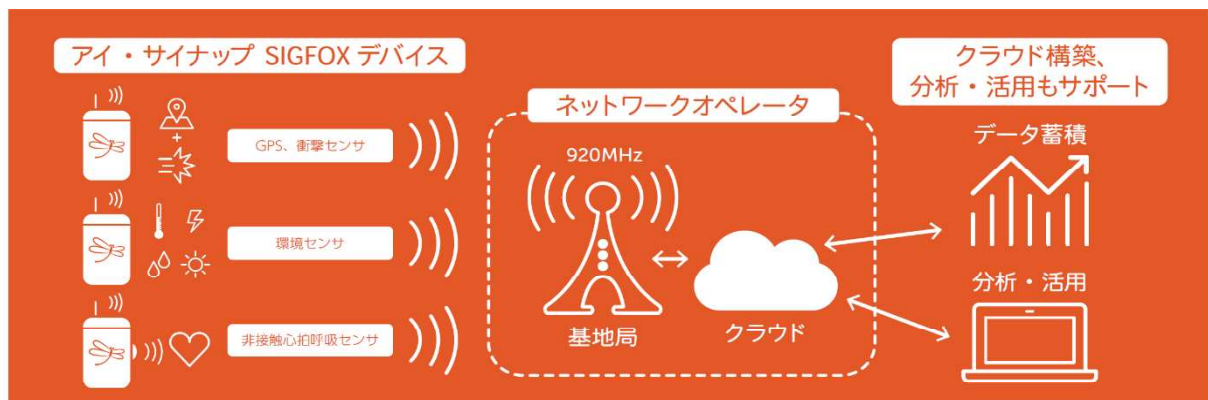 アイ・サイナップ SIGFOX デバイス
GPS、衝撃センサ
環境センサ
非接触心拍呼吸センサ
ネットワークオペレータ
920MHz
基地局
クラウド
クラウド構築、
分析・活用もサポート
データ蓄積
分析・活用